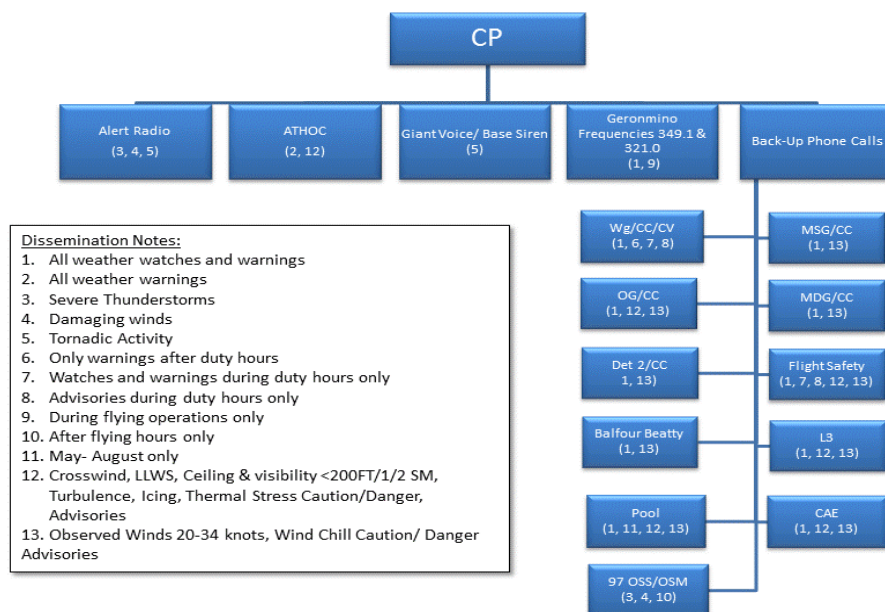 CP
Alert Radio
(3, 4, 5)
ATHOC
(2, 12)
Giant Voice/ Base Siren
(5)
Geronmino
Frequencies 349.1 &
321.0
(1, 9)
Back-Up Phone Calls
Wg/CC/CV
(1, 6, 7, 8)
MSG/CC
(1, 13)
OG/CC
(1, 12, 13)
MDG/CC
(1, 13)
Det 2/CC
1, 13)
Flight Safety
(1, 7, 8, 12, 13)
Balfour Beatty
(1, 13)
L3
(1, 12, 13)
Pool
(1, 11, 12, 13)
CAE
(1, 12, 13)
97 OSS/OSM
(3, 4, 10)
Dissemination Notes:
1. All weather watches and warnings
2. All weather warnings
3. Severe Thunderstorms
4. Damaging winds
5. Tornadic Activity
6. Only warnings after duty hours
7. Watches and warnings during duty hours only
8. Advisories during duty hours only
9. During flying operations only
10. After flying hours only
11. May- August only
12. Crosswind, LLWS, Ceiling & visibility <200FT/1/2 SM,
Turbulence, Icing, Thermal Stress Caution/Danger,
Advisories
13. Observed Winds 20-34 knots, Wind Chill Caution/ Danger
Advisories